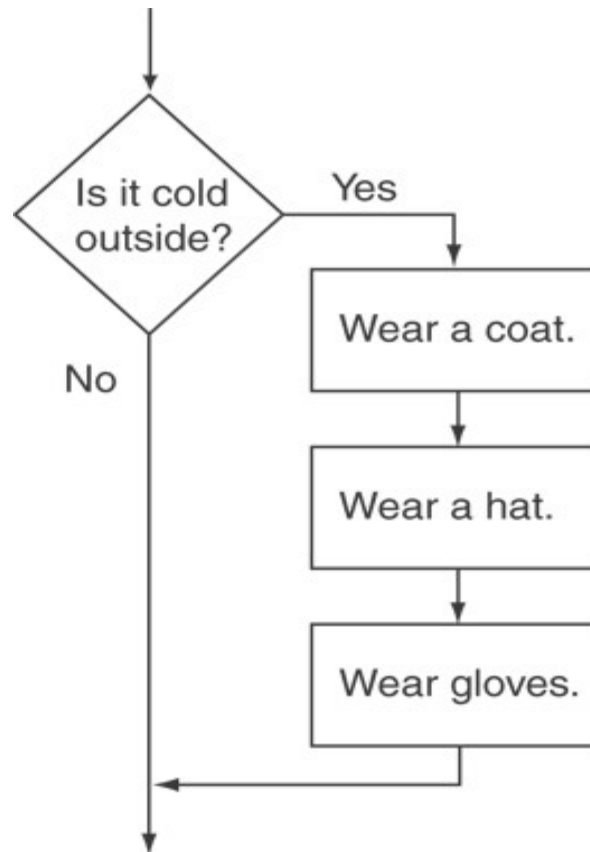 Is it cold
outside?
Yes
Wear a coat.
No
Wear a hat.
Wear gloves.